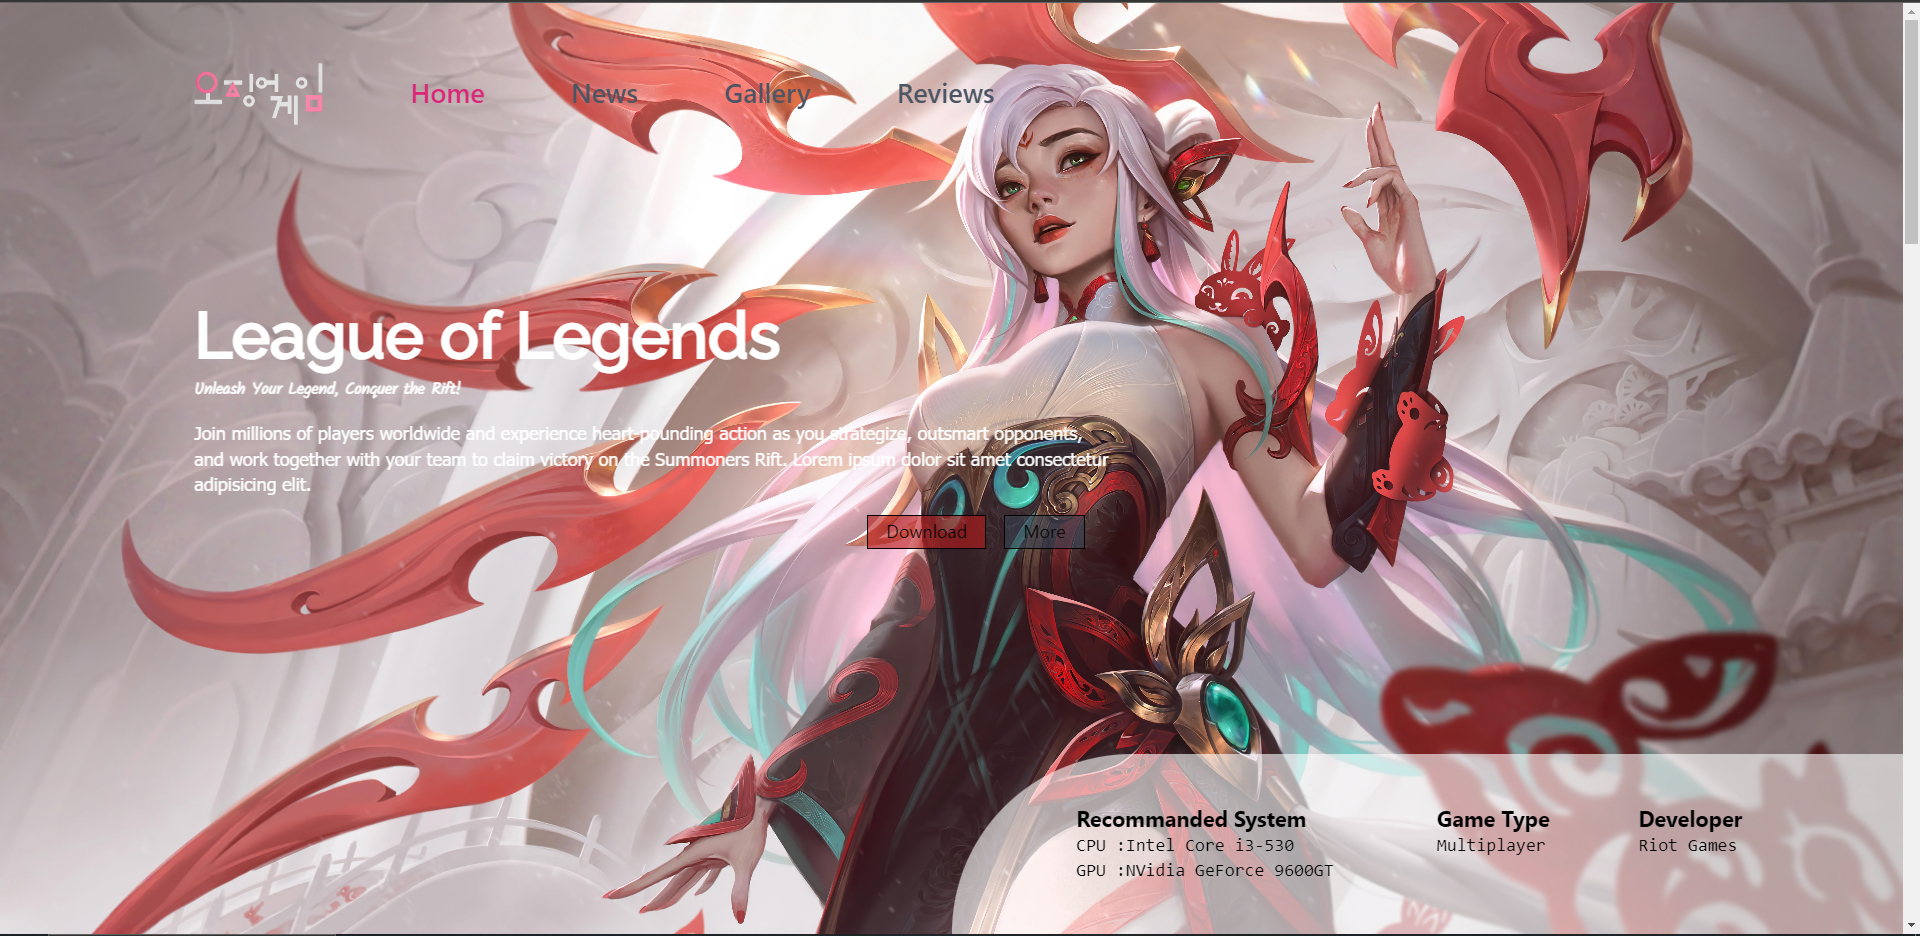 오징어
게임
Home News Gallery Reviews
League of Legends
Unleash Your Legend, Conquer the Rift!
Join millions of players worldwide and experience heart-pounding action as you strategize, outsmart opponents,
and work together with your team to claim victory on the Summoners Rift. Lorem ipsum dolor sit amet consectetur
adipisicing elit.
Download More
Recommanded System
CPU :Intel Core i3-530
GPU :NVidia GeForce 9600GT
Game Type
Multiplayer
Developer
Riot Games